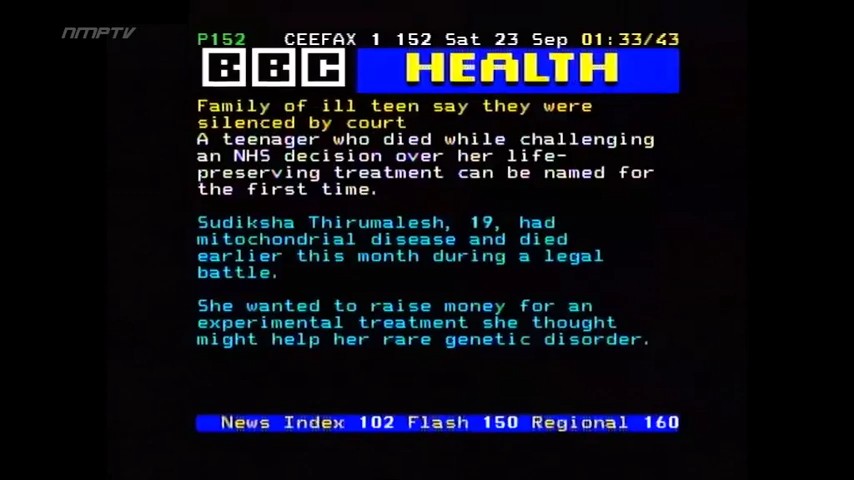 NMPTV
P152 CEEFAX 1 152 Sat 23 Sep 01:33/43
BBC HEALTH
Family of ill teen say they were
silenced by court
A teenager who died while challenging
an NHS decision over her life-
preserving treatment can be named for
the first time.
Sudiksha Thirumalesh, 19, had
mitochondrial disease and died
earlier this month during a legal
battle.
She wanted to raise money for an
experimental treatment she thought
might help her rare genetic disorder.
News Index 102 Flash 150 Regional 160